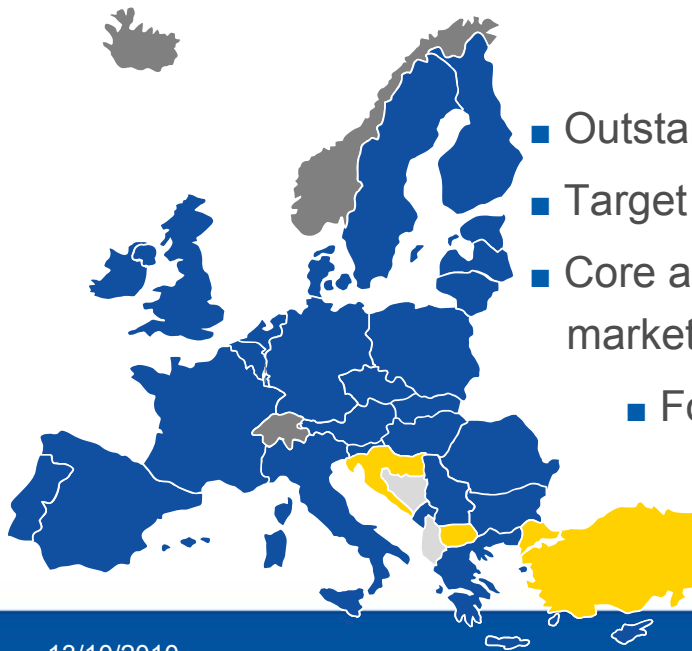 ■ Outsta
■ Target
■ Core a
market
■ Fo